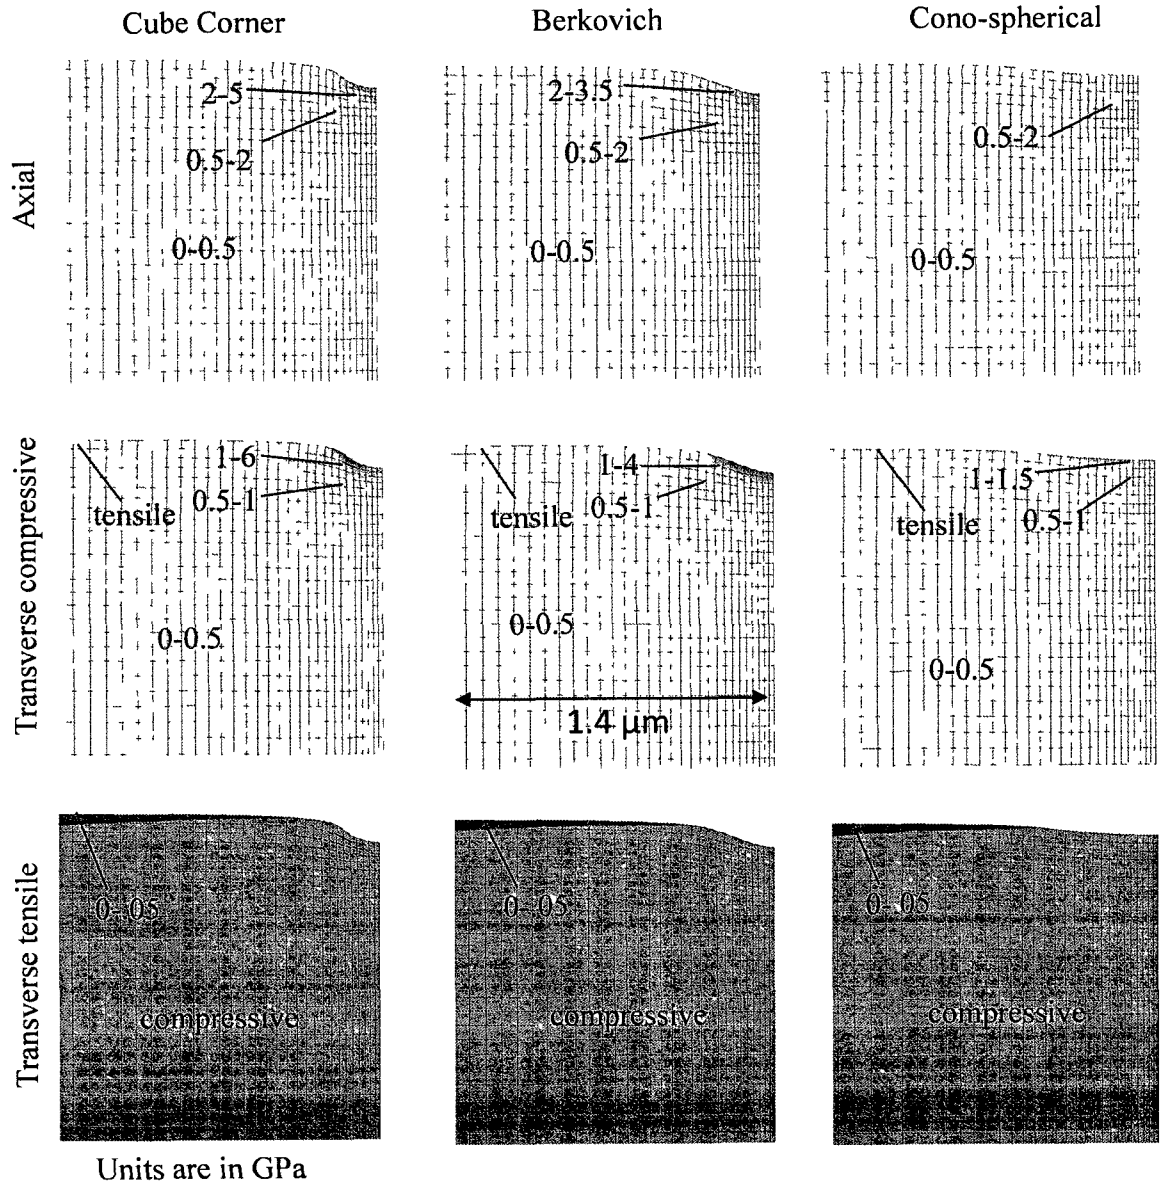 Cube Corner
Berkovich
Cono-spherical
Axial
2-5
0.5-2
0-0.5
2-3.5
0.5-2
0-0.5
0.5-2
0-0.5
Transverse compressive
1-6
0.5-1
tensile
0-0.5
1-4
0.5-1
tensile
0-0.5
1.4 μm
1-1.5
0.5-1
tensile
0-0.5
Transverse tensile
0-.05
compressive
0-.05
compressive
0-.05
compressive
Units are in GPa